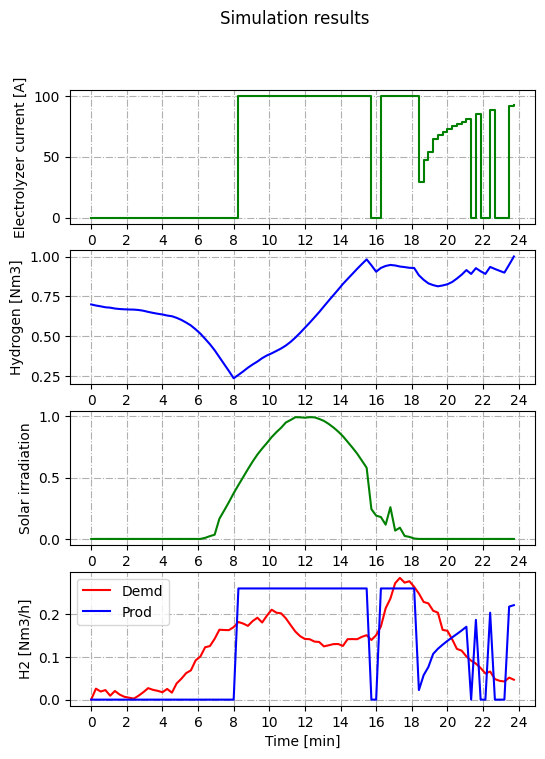 Simulation results
Electrolyzer current [A]
100
50
0
0 2 4 6 8 10 12 14 16 18 20 22 24
Hydrogen [Nm3]
1.00
0.75
0.50
0.25
0 2 4 6 8 10 12 14 16 18 20 22 24
Solar irradiation
1.0
0.5
0.0
0 2 4 6 8 10 12 14 16 18 20 22 24
H2 [Nm3/h]
Demd
Prod
0.2
0.1
0.0
0 2 4 6 8 10 12 14 16 18 20 22 24
Time [min]